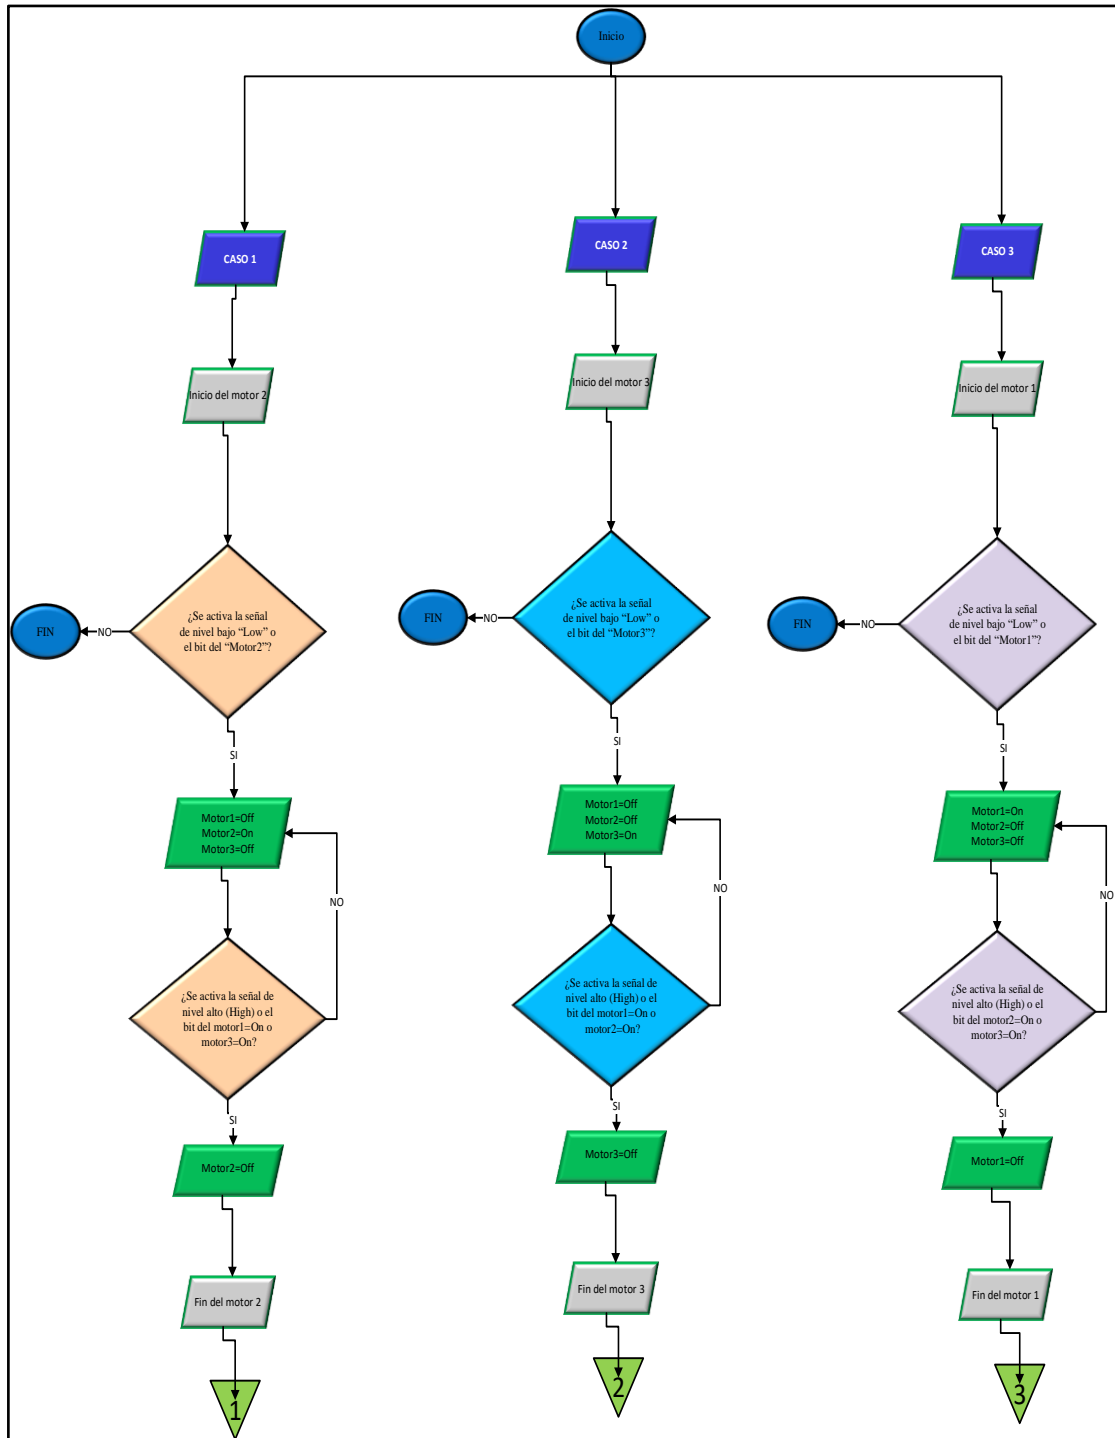 Inicio
CASO 1
CASO 2
CASO 3
Inicio del motor 2
Inicio del motor 3
Inicio del motor 1
¿Se activa la señal
de nivel bajo “Low” o
el bit del “Motor2”?
NO
FIN
SI
¿Se activa la señal
de nivel bajo “Low” o
el bit del “Motor3”?
NO
FIN
SI
¿Se activa la señal
de nivel bajo “Low” o
el bit del “Motor1”?
NO
FIN
SI
Motor1=Off
Motor2=On
Motor3=Off
Motor1=Off
Motor2=Off
Motor3=On
Motor1=On
Motor2=Off
Motor3=Off
¿Se activa la señal de
nivel alto (High) o el
bit del motor1=On o
motor3=On?
NO
SI
¿Se activa la señal de
nivel alto (High) o el
bit del motor1=On o
motor2=On?
NO
SI
¿Se activa la señal de
nivel alto (High) o el
bit del motor2=On o
motor3=On?
NO
SI
Motor2=Off
Motor3=Off
Motor1=Off
Fin del motor 2
Fin del motor 3
Fin del motor 1
1
2
3